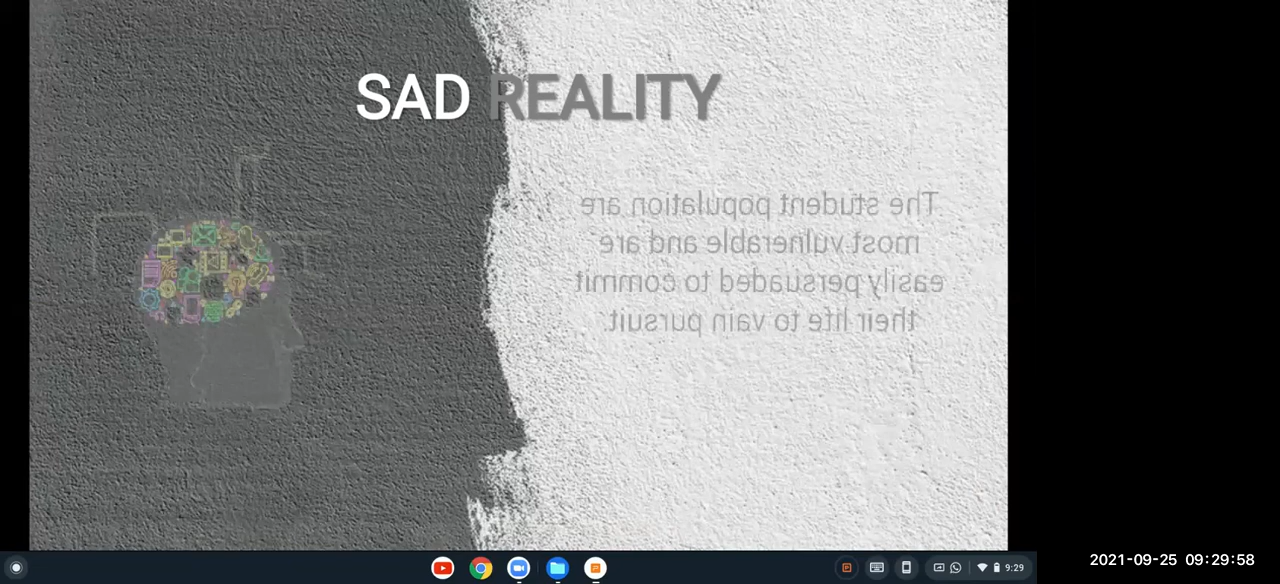 SAD REALITY
The student population are
most vulnerable and are
easily persuaded to commit
their life to vain pursuit.
9:29
2021-09-25 09:29:58